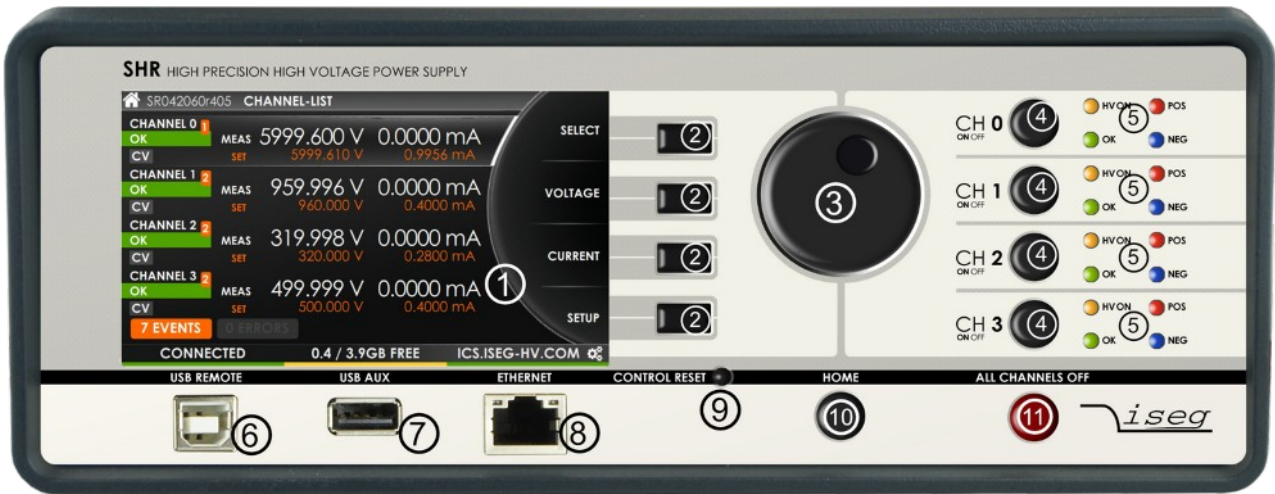 SHR HIGH PRECISION HIGH VOLTAGE POWER SUPPLY
SR042060r405 CHANNEL-LIST
CHANNEL 0 1
OK MEAS 5999.600 V 0.0000 mA
CV SET 5999.610 V 0.9956 mA
CHANNEL 1 2
OK MEAS 959.996 V 0.0000 mA
CV SET 960.000 V 0.4000 mA
CHANNEL 2 2
OK MEAS 319.998 V 0.0000 mA
CV SET 320.000 V 0.2800 mA
CHANNEL 3 2
OK MEAS 499.999 V 0.0000 mA
CV SET 500.000 V 0.4000 mA
7 EVENTS 0 ERRORS
CONNECTED 0.4 / 3.9GB FREE ICS.ISEG-HV.COM
1
SELECT 2
VOLTAGE 2
CURRENT 2
SETUP 2
3
CH 0 4 HV ON 5 POS
ON OFF OK NEG
CH 1 4 HV ON 5 POS
ON OFF OK NEG
CH 2 4 HV ON 5 POS
ON OFF OK NEG
CH 3 4 HV ON 5 POS
ON OFF OK NEG
USB REMOTE USB AUX ETHERNET CONTROL RESET HOME ALL CHANNELS OFF
6 7 8 9 10 11 iseg